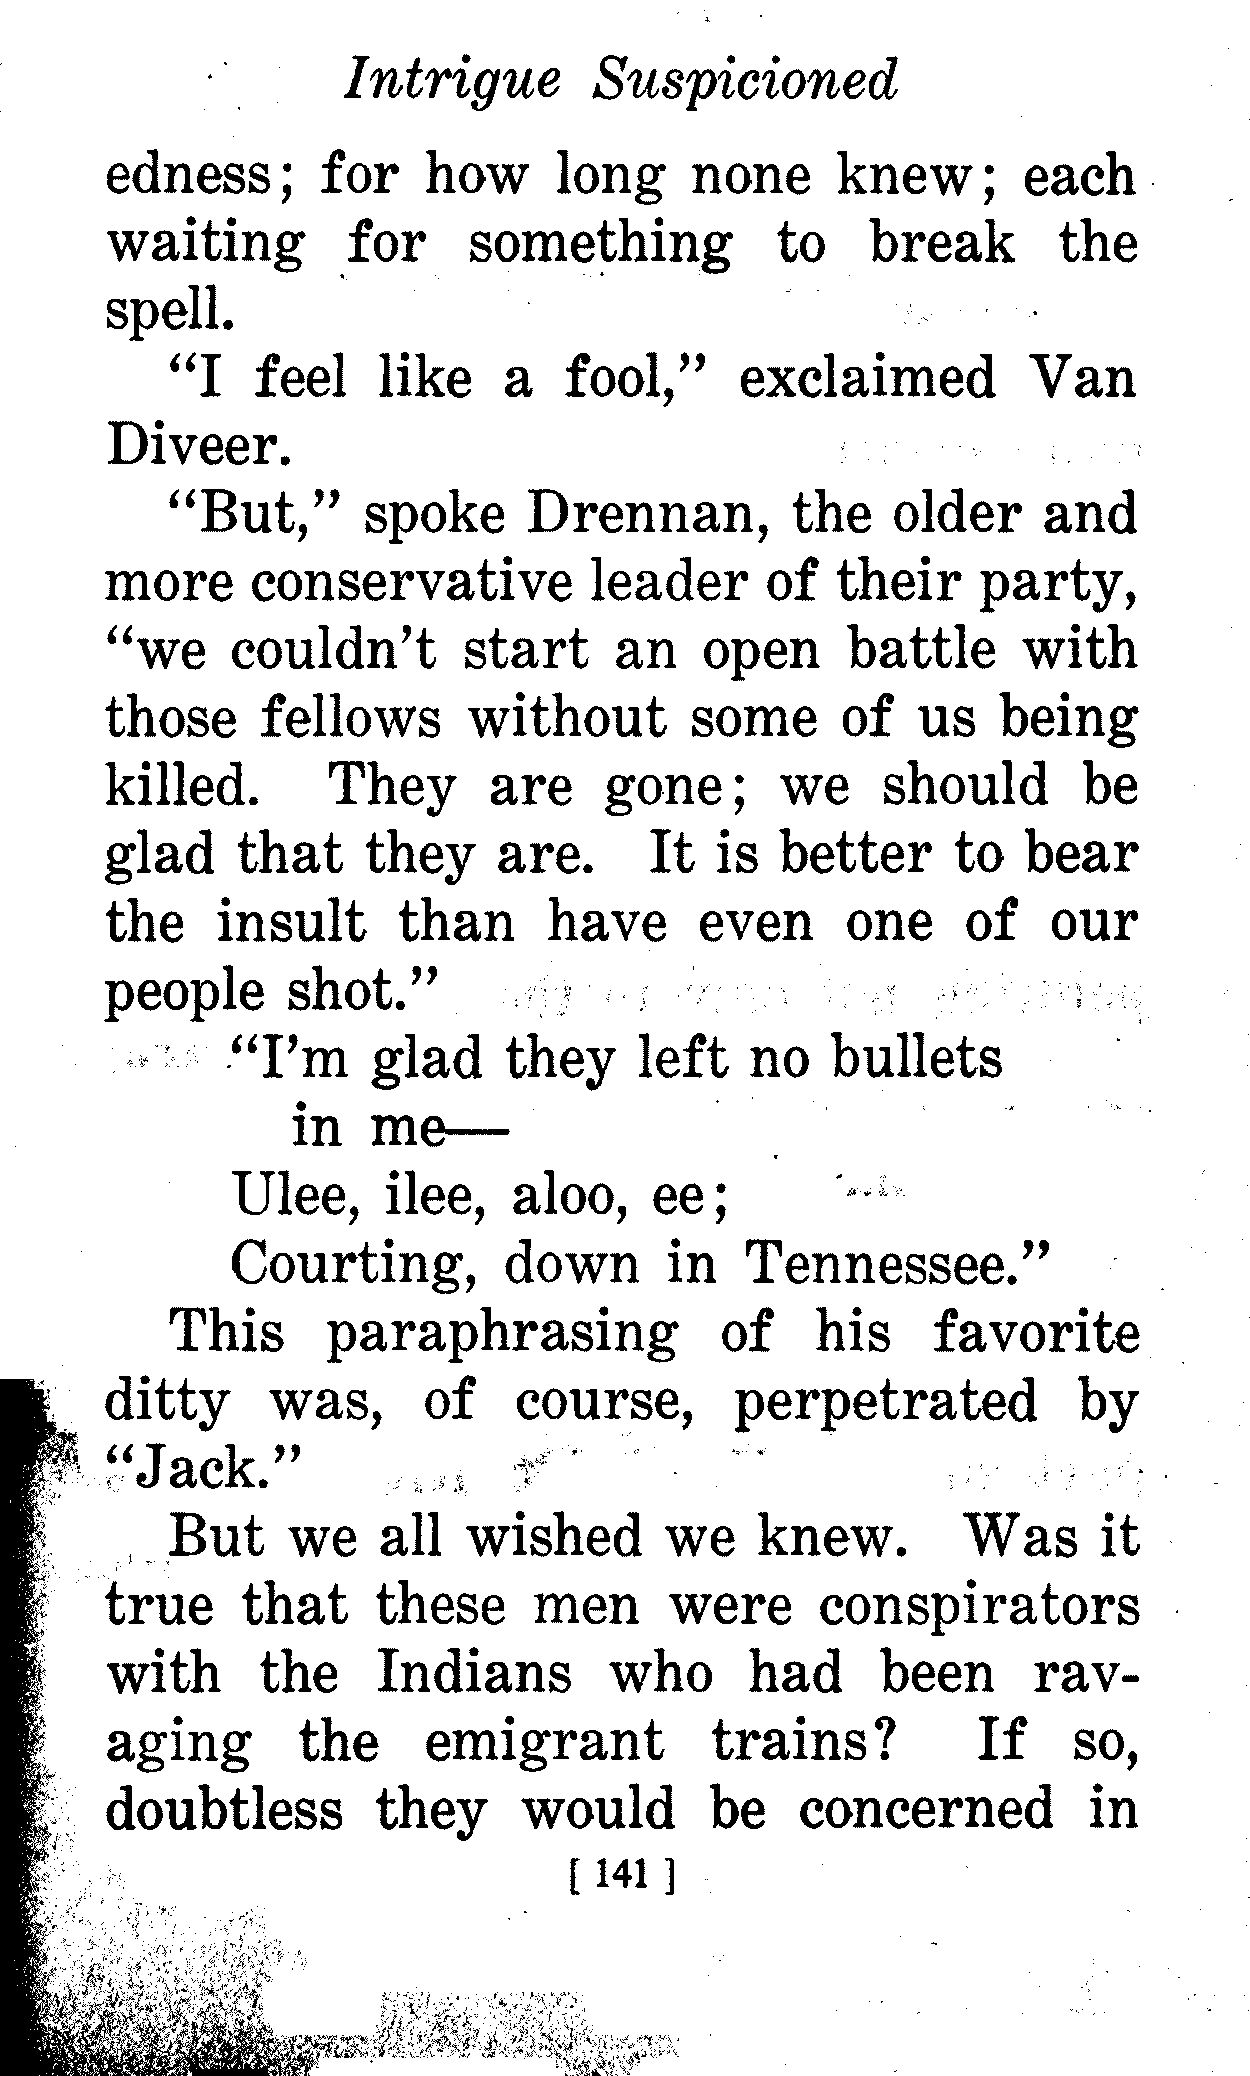 Intrigue Suspicioned
edness; for how long none knew; each
waiting for something to break the
spell.
"I feel like a fool," exclaimed Van
Diveer.
"But," spoke Drennan, the older and
more conservative leader of their party,
"we couldn't start an open battle with
those fellows without some of us being
killed. They are gone; we should be
glad that they are. It is better to bear
the insult than have even one of our
people shot."
"I'm glad they left no bullets
in me—
Ulee, ilee, aloo, ee;
Courting, down in Tennessee."
This paraphrasing of his favorite
ditty was, of course, perpetrated by
"Jack."
But we all wished we knew. Was it
true that these men were conspirators
with the Indians who had been rav-
aging the emigrant trains? If so,
doubtless they would be concerned in
[ 141 ]